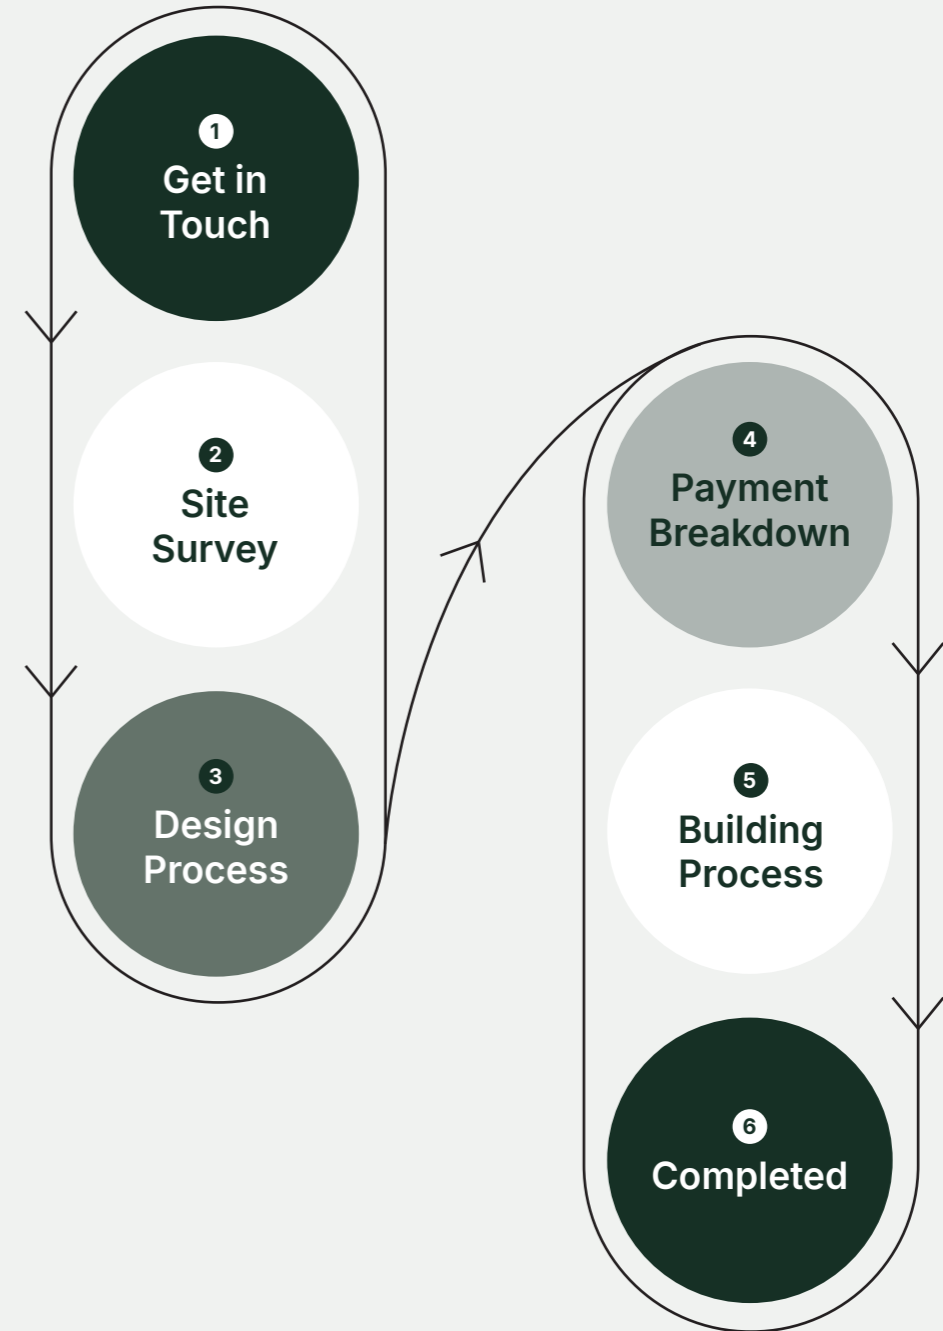 1
Get in
Touch
2
Site
Survey
3
Design
Process
4
Payment
Breakdown
5
Building
Process
6
Completed